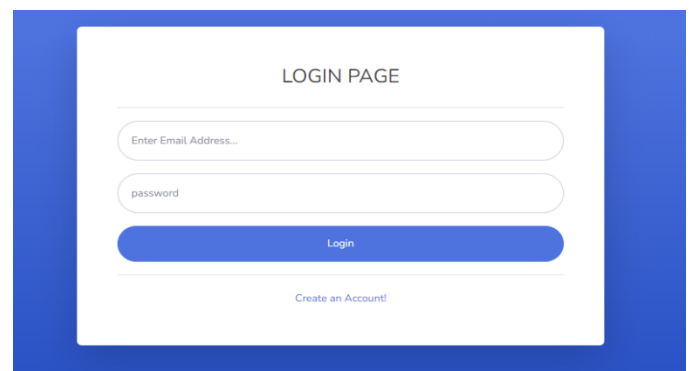 LOGIN PAGE
Enter Email Address...
password
Login
Create an Account!